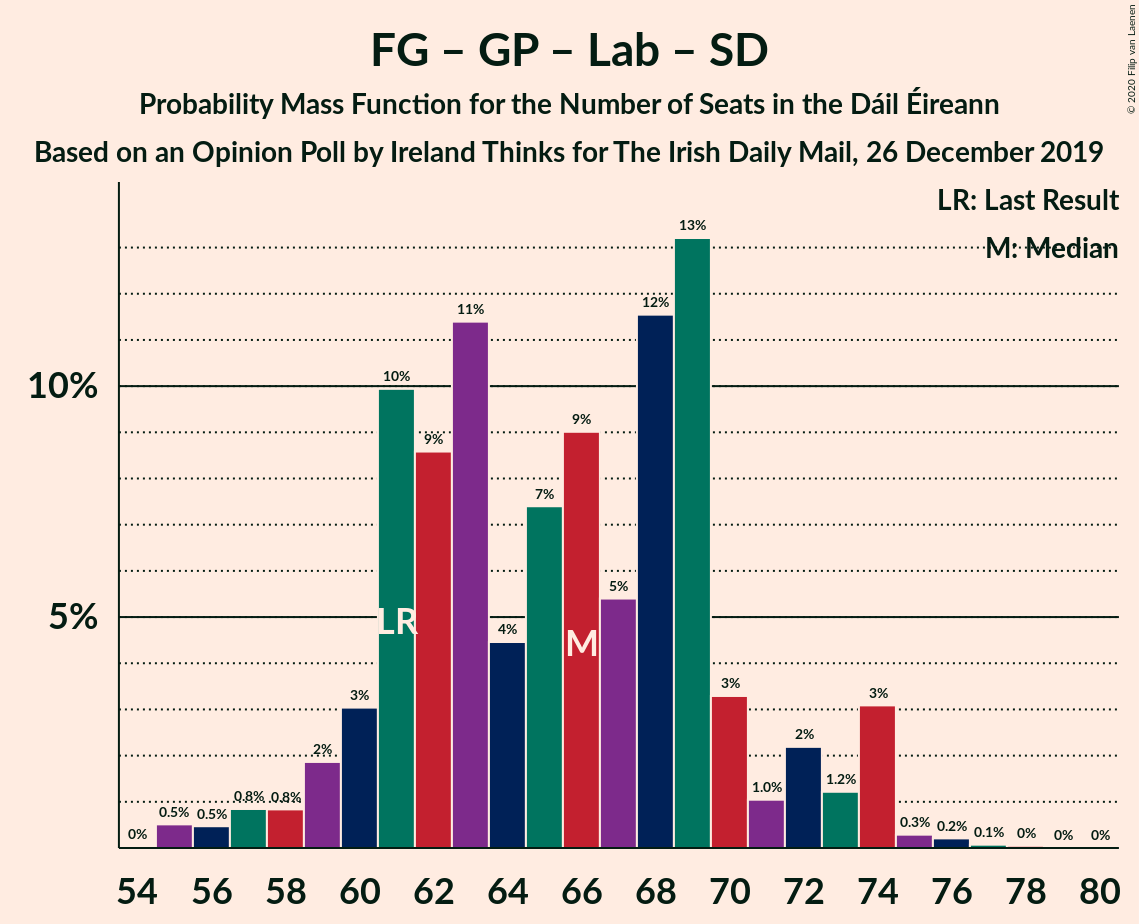 FG – GP – Lab – SD
Probability Mass Function for the Number of Seats in the Dáil Éireann
Based on an Opinion Poll by Ireland Thinks for The Irish Daily Mail, 26 December 2019
© 2020 Filip van Laenen
LR: Last Result
M: Median
10%
5%
0% 0.5% 0.5% 0.8% 0.8% 2% 3% 10% 9% 11% 4% 7% 9% 5% 12% 13% 3% 1.0% 2% 1.2% 3% 0.3% 0.2% 0.1% 0% 0% 0%
LR
M
54 56 58 60 62 64 66 68 70 72 74 76 78 80